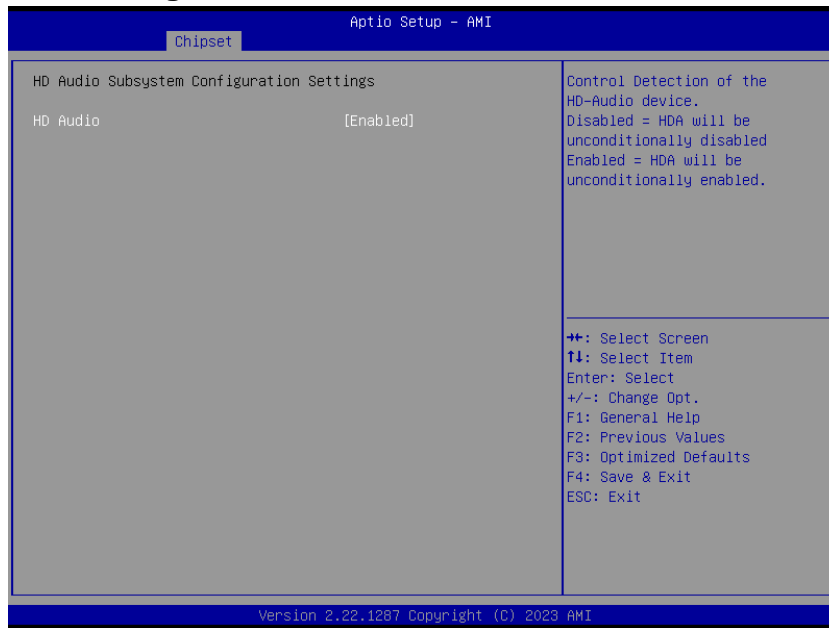 Aptio Setup – AMI
Chipset
HD Audio Subsystem Configuration Settings
HD Audio [Enabled]
Control Detection of the
HD-Audio device.
Disabled = HDA will be
unconditionally disabled
Enabled = HDA will be
unconditionally enabled.
→←: Select Screen
↑↓: Select Item
Enter: Select
+/-: Change Opt.
F1: General Help
F2: Previous Values
F3: Optimized Defaults
F4: Save & Exit
ESC: Exit
Version 2.22.1287 Copyright (C) 2023 AMI